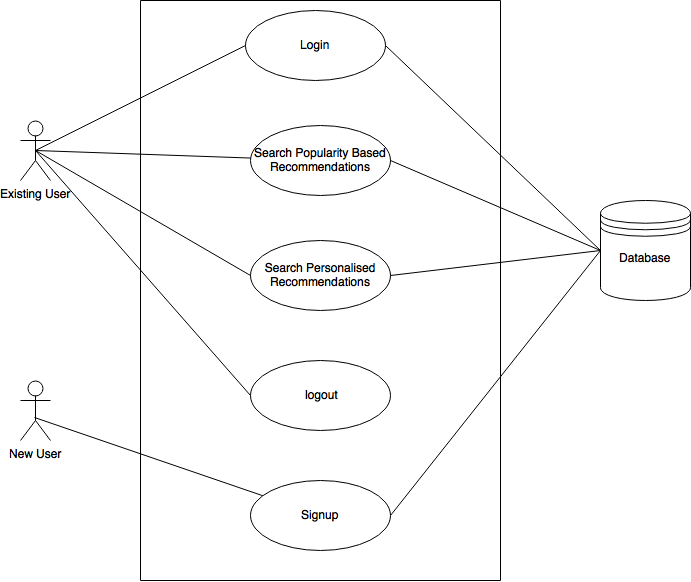 Login
Search Popularity Based
Recommendations
Existing User
Database
Search Personalised
Recommendations
logout
New User
Signup